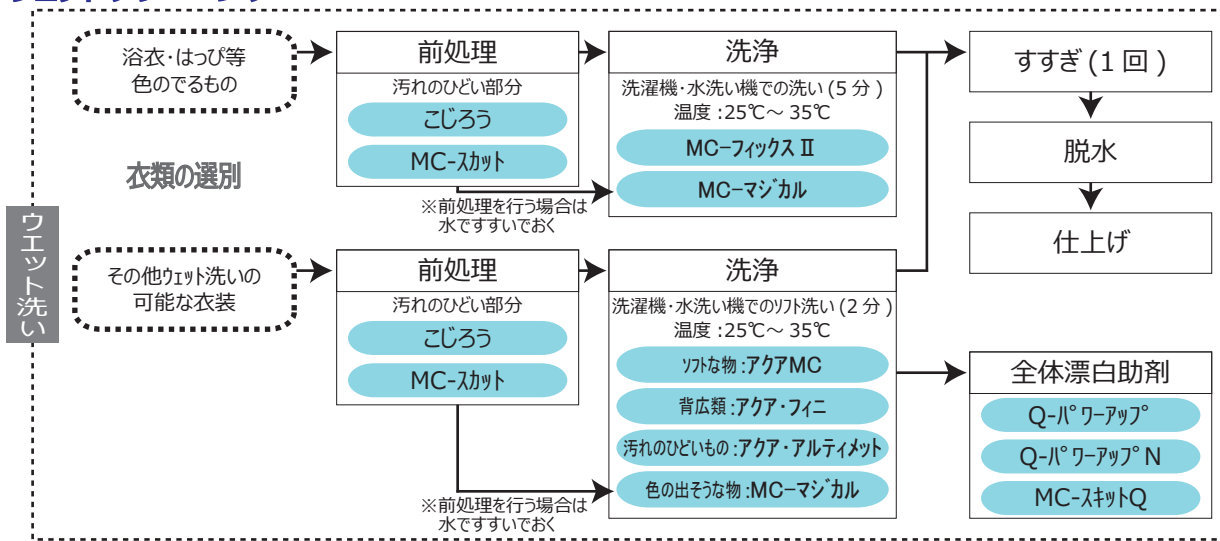 ウエット洗い
衣類の選別
浴衣・はっぴ等
色のでるもの
前処理
汚れのひどい部分
こじろう
MC-スカット
※前処理を行う場合は
水ですすいでおく
洗浄
洗濯機・水洗い機での洗い(5分)
温度:25℃～35℃
MC-フィックスⅡ
MC-マジカル
すすぎ(1回)
脱水
仕上げ
その他ウェット洗いの
可能な衣装
前処理
汚れのひどい部分
こじろう
MC-スカット
※前処理を行う場合は
水ですすいでおく
洗浄
洗濯機・水洗い機でのソフト洗い(2分)
温度:25℃～35℃
ソフトな物:アクアMC
背広類:アクア・フィニ
汚れのひどいもの:アクア・アルティメット
色の出そうな物:MC-マジカル
全体漂白助剤
Q-パワーアップ
Q-パワーアップN
MC-スキットQ